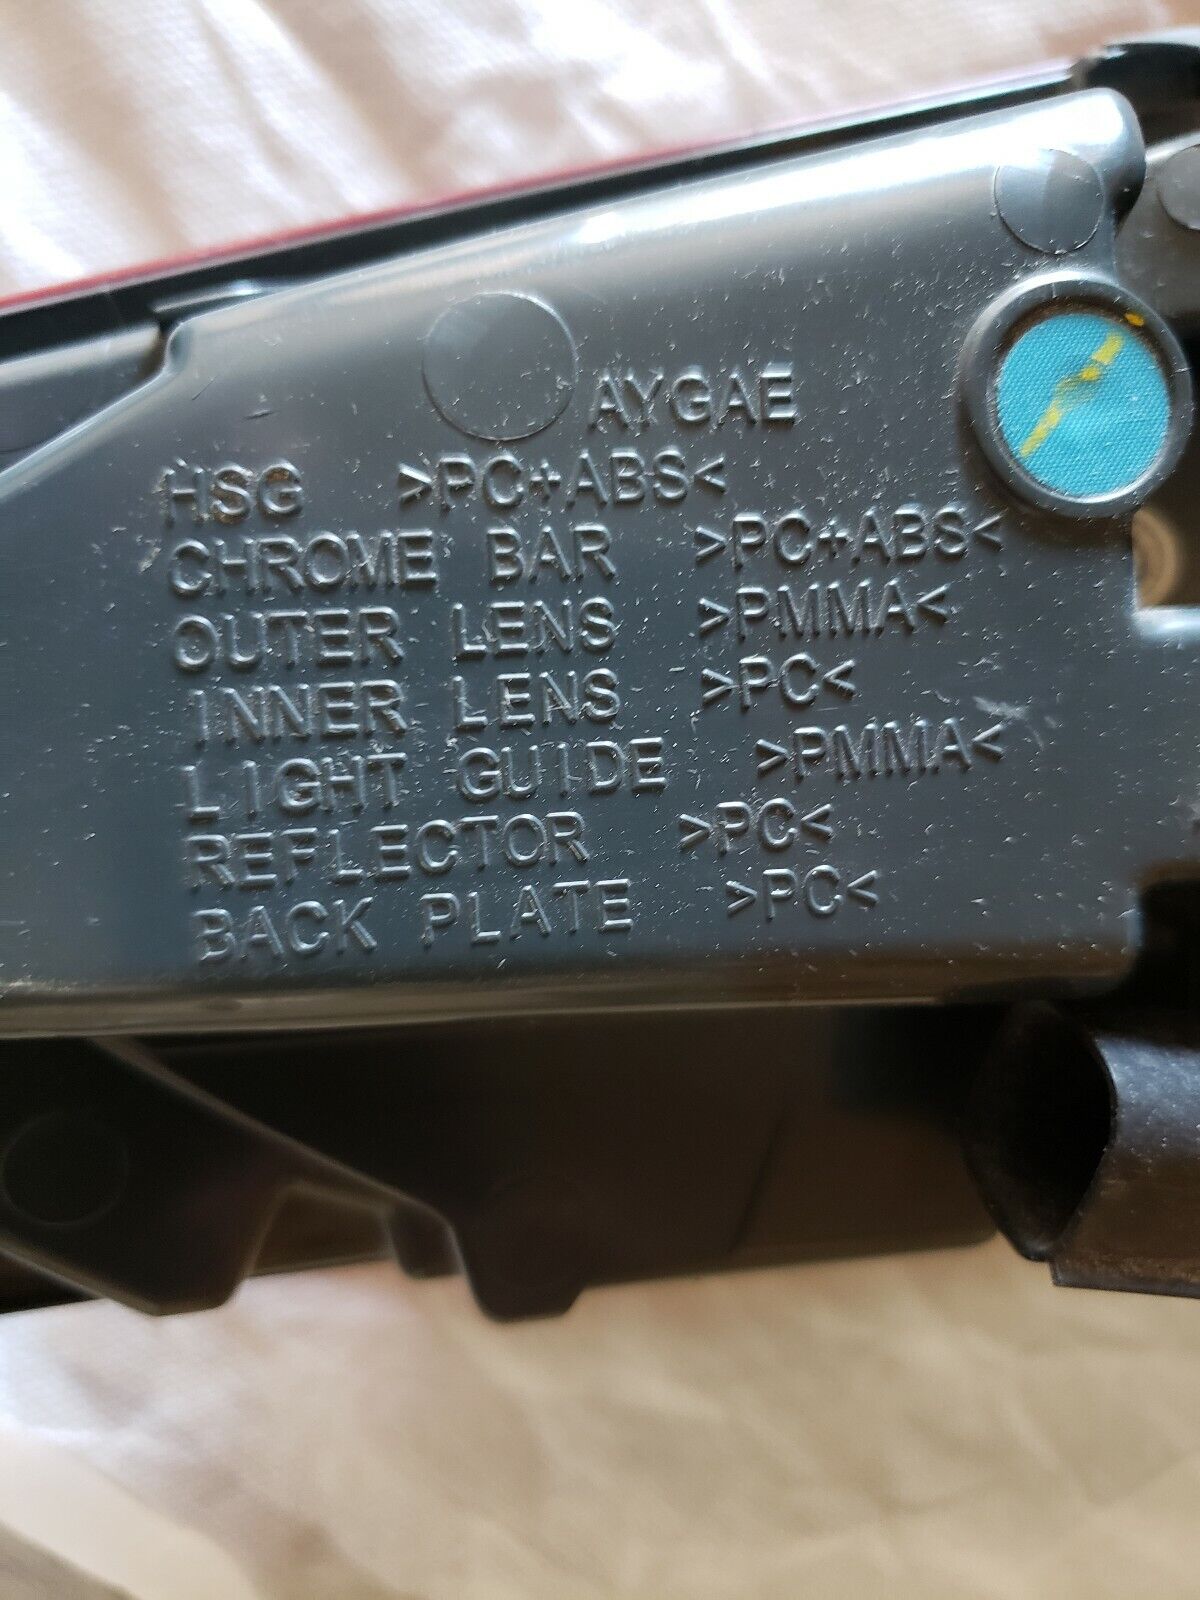 AYGAE
HSG >PC+ABS<
CHROME BAR >PC+ABS<
OUTER LENS >PMMA<
INNER LENS >PC<
LIGHT GUIDE >PMMA<
REFLECTOR >PC<
BACK PLATE >PC<